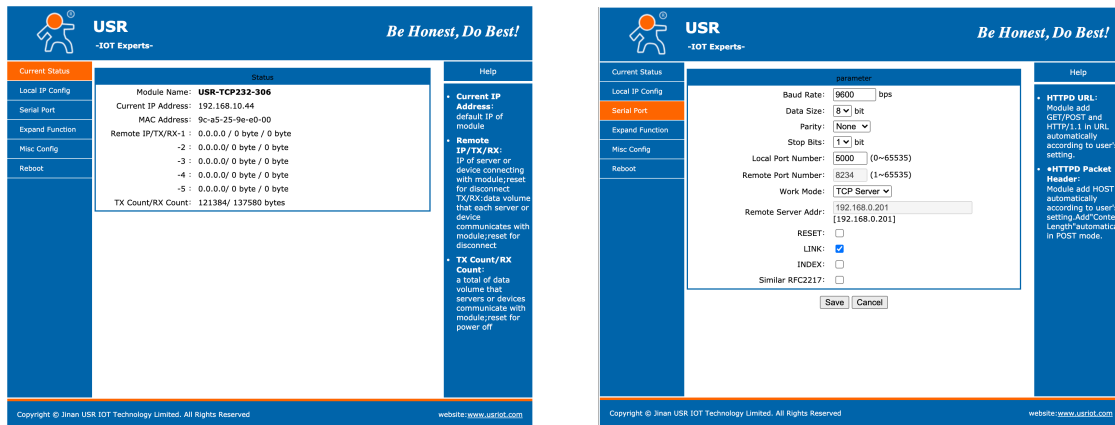 USR
-IOT Experts-
Be Honest, Do Best!
Current Status
Local IP Config
Serial Port
Expand Function
Misc Config
Reboot
Status
Module Name: USR-TCP232-306
Current IP Address: 192.168.10.44
MAC Address: 9c-a5-25-9e-e0-00
Remote IP/TX/RX-1 : 0.0.0.0 / 0 byte / 0 byte
-2 : 0.0.0.0/ 0 byte / 0 byte
-3 : 0.0.0.0/ 0 byte / 0 byte
-4 : 0.0.0.0/ 0 byte / 0 byte
-5 : 0.0.0.0/ 0 byte / 0 byte
TX Count/RX Count: 121384/ 137580 bytes
Help
• Current IP
Address:
default IP of
module
• Remote
IP/TX/RX:
IP of server or
device connecting
with module;reset
for disconnect
TX/RX:data volume
that each server or
device
communicates with
module;reset for
disconnect
• TX Count/RX
Count:
a total of data
volume that
servers or devices
communicate with
module;reset for
power off
Copyright © Jinan USR IOT Technology Limited. All Rights Reserved
website:www.usriot.com
USR
-IOT Experts-
Be Honest, Do Best!
Current Status
Local IP Config
Serial Port
Expand Function
Misc Config
Reboot
parameter
Baud Rate: 9600 bps
Data Size: 8 bit
Parity: None
Stop Bits: 1 bit
Local Port Number: 5000 (0~65535)
Remote Port Number: 8234 (1~65535)
Work Mode: TCP Server
Remote Server Addr: 192.168.0.201
[192.168.0.201]
RESET:
LINK:
INDEX:
Similar RFC2217:
Save Cancel
Help
• HTTPD URL:
Module add
GET/POST and
HTTP/1.1 in URL
automatically
according to user'
setting.
• ●HTTPD Packet
Header:
Module add HOST
automatically
according to user'
setting.Add"Conte
Length"automatica
in POST mode.
Copyright © Jinan USR IOT Technology Limited. All Rights Reserved
website:www.usriot.com